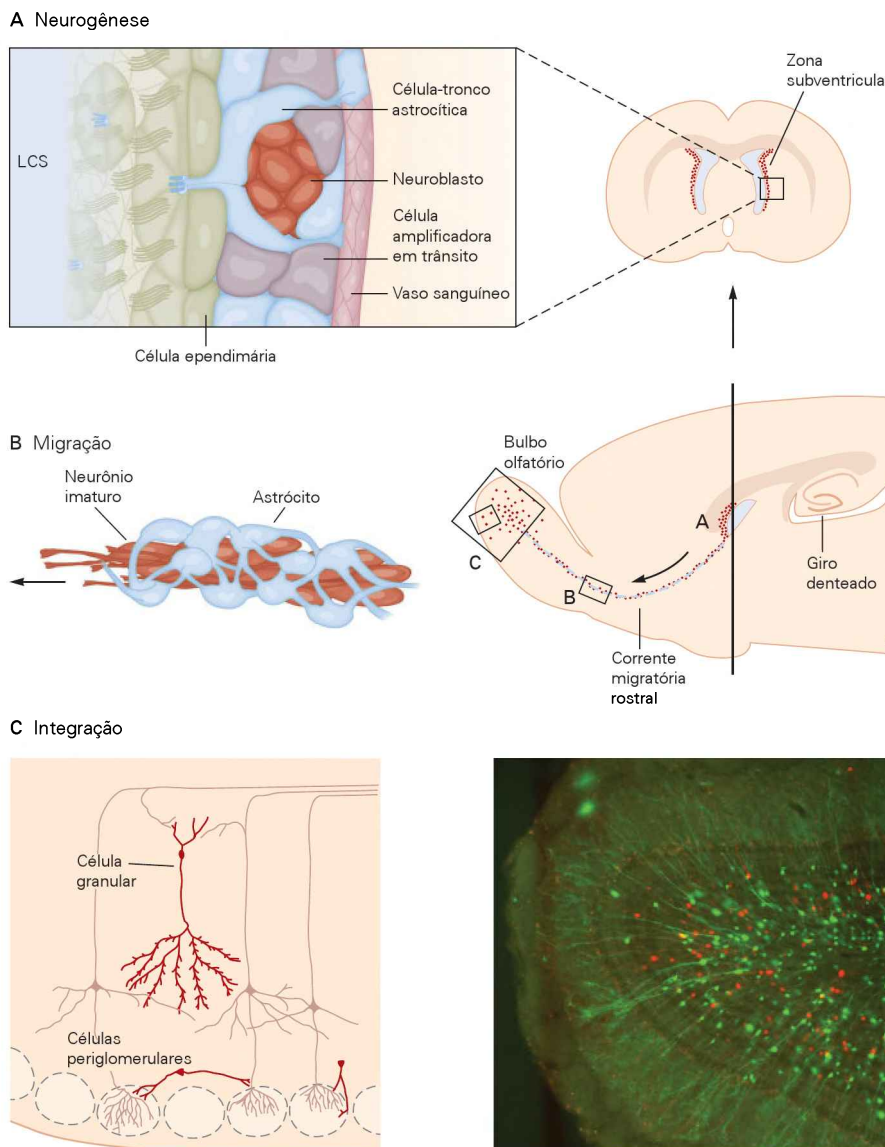 A Neurogênese
LCS
Célula-tronco
astrocítica
Neuroblasto
Célula
amplificadora
em trânsito
Vaso sanguíneo
Célula ependimária
Zona
subventricular
B Migração
Neurônio
imaturo
Astrócito
Bulbo
olfatório
A
C
B
Giro
denteado
Corrente
migratória
rostral
C Integração
Célula
granular
Células
periglomerulares